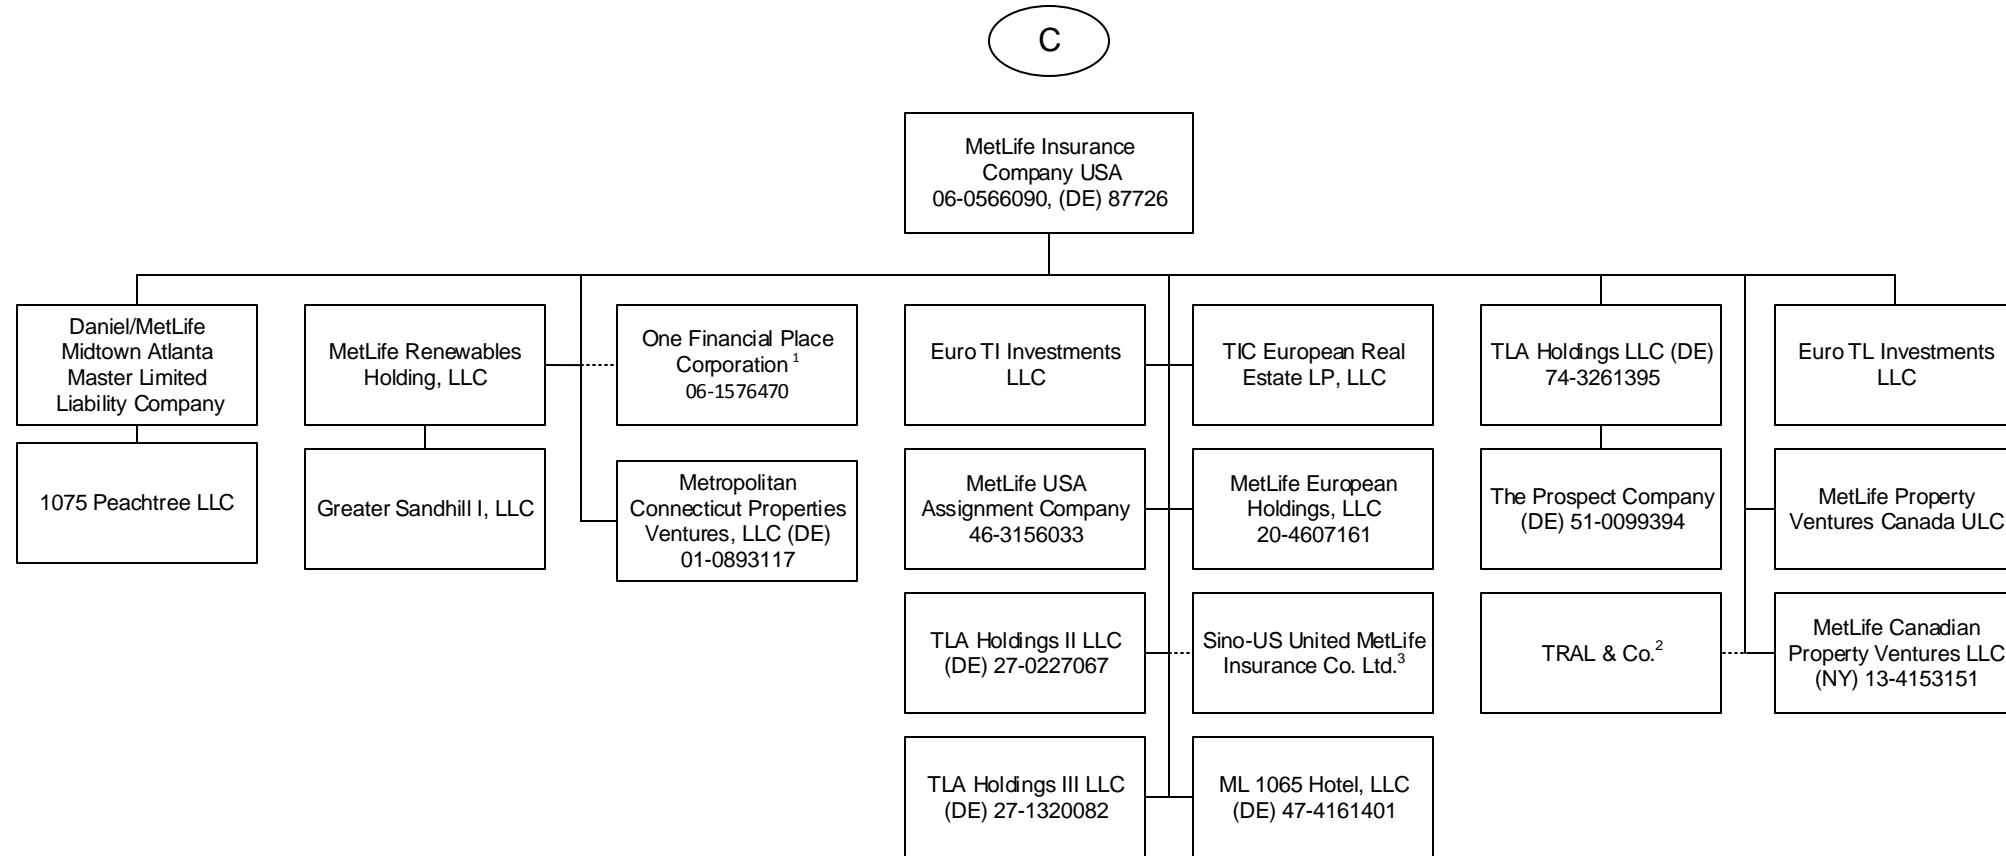 C
MetLife Insurance
Company USA
06-0566090, (DE) 87726
Daniel/MetLife
Midtown Atlanta
Master Limited
Liability Company
MetLife Renewables
Holding, LLC
One Financial Place
Corporation 1
06-1576470
Euro TI Investments
LLC
TIC European Real
Estate LP, LLC
TLA Holdings LLC (DE)
74-3261395
Euro TL Investments
LLC
1075 Peachtree LLC
Greater Sandhill I, LLC
Metropolitan
Connecticut Properties
Ventures, LLC (DE)
01-0893117
MetLife USA
Assignment Company
46-3156033
MetLife European
Holdings, LLC
20-4607161
The Prospect Company
(DE) 51-0099394
MetLife Property
Ventures Canada ULC
TLA Holdings II LLC
(DE) 27-0227067
Sino-US United MetLife
Insurance Co. Ltd.3
TRAL & Co.2
MetLife Canadian
Property Ventures LLC
(NY) 13-4153151
TLA Holdings III LLC
(DE) 27-1320082
ML 1065 Hotel, LLC
(DE) 47-4161401